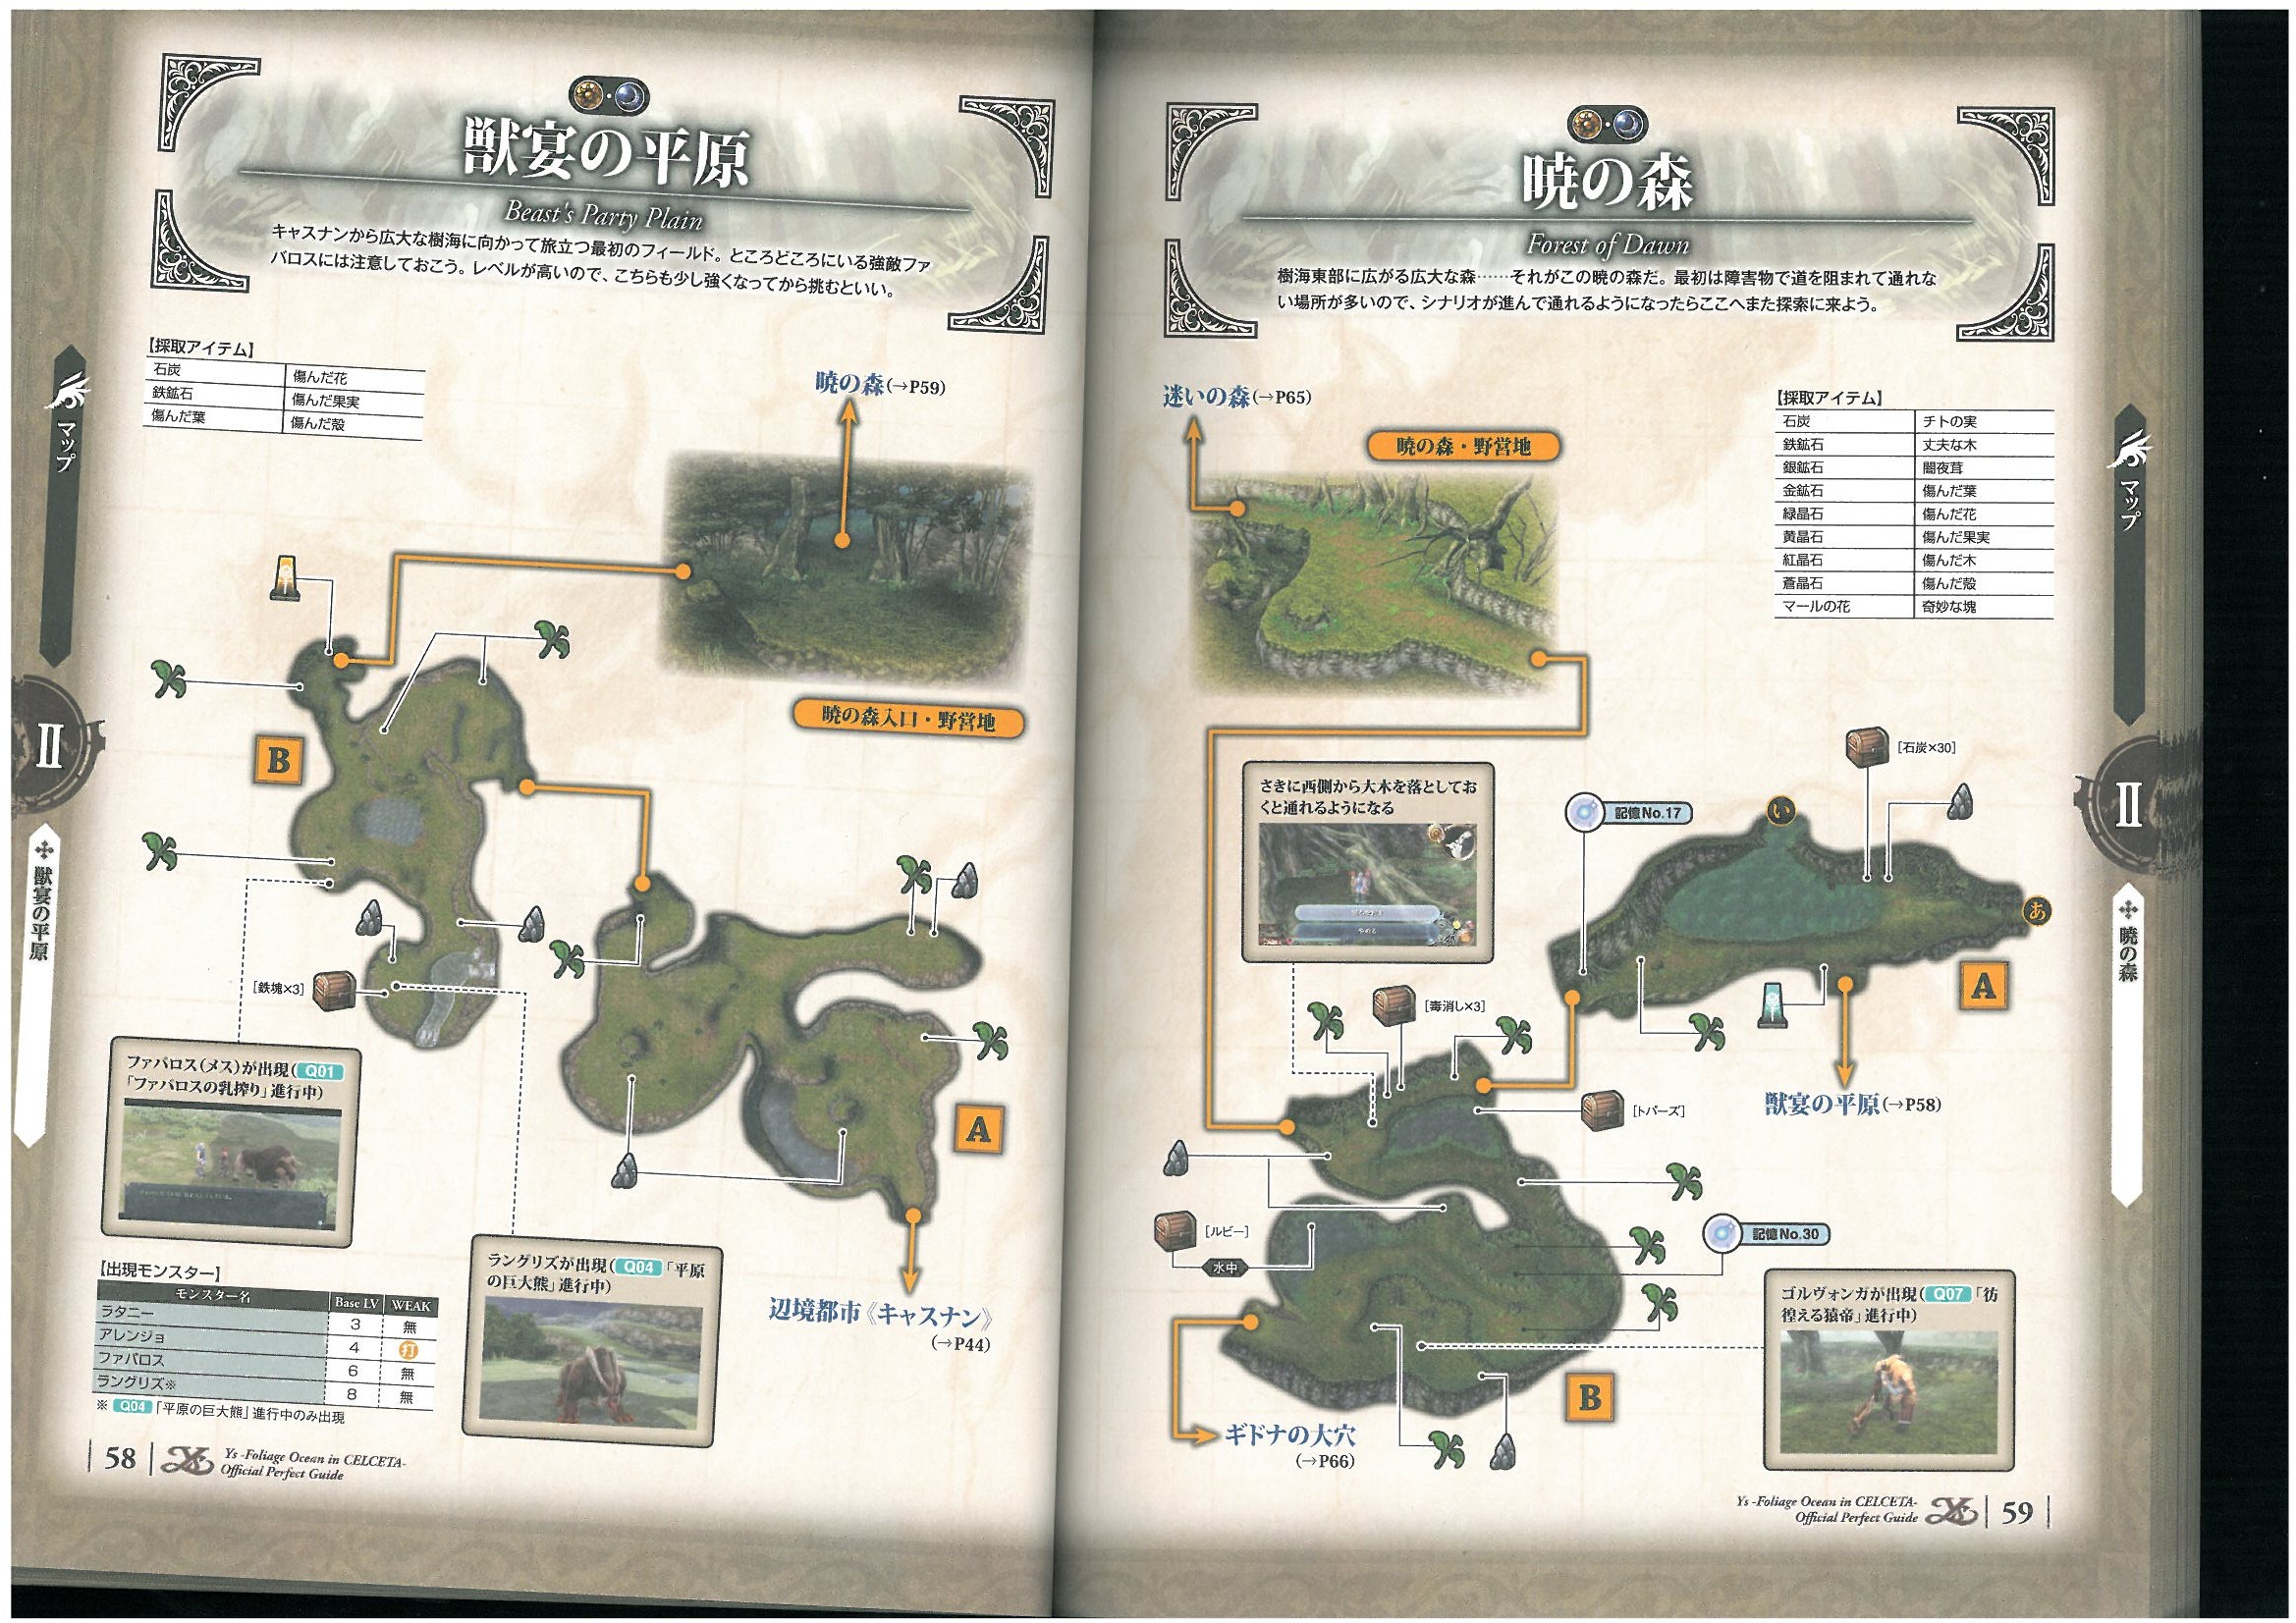 獣宴の平原
Beast's Party Plain
キャスナンから広大な樹海に向かって旅立つ最初のフィールド。ところどころにいる強敵ファ
バロスには注意しておこう。レベルが高いので、こちらも少し強くなってから挑むといい。
【採取アイテム】
石炭 傷んだ花
鉄鉱石 傷んだ果実
傷んだ葉 傷んだ殻
暁の森(→P59)
暁の森入口・野営地
B
[鉄塊×3]
A
ファバロス(メス)が出現(Q01
「ファバロスの乳搾り」進行中)
ラングリズが出現(Q04「平原
の巨大熊」進行中)
辺境都市《キャスナン》
(→P44)
【出現モンスター】
モンスター名 Base LV WEAK
ラタニー 3 無
アレンジョ 4 打
ファバロス 6 無
ラングリズ※ 8 無
※ Q04「平原の巨大熊」進行中のみ出現
マップ
II
獣宴の平原
58
Ys
Ys -Foliage Ocean in CELCETA-
Official Perfect Guide
暁の森
Forest of Dawn
樹海東部に広がる広大な森……それがこの暁の森だ。最初は障害物で道を阻まれて通れな
い場所が多いので、シナリオが進んで通れるようになったらここへまた探索に来よう。
迷いの森(→P65)
暁の森・野営地
【採取アイテム】
石炭 チトの実
鉄鉱石 丈夫な木
銀鉱石 闇夜茸
金鉱石 傷んだ葉
緑晶石 傷んだ花
黄晶石 傷んだ果実
紅晶石 傷んだ木
蒼晶石 傷んだ殻
マールの花 奇妙な塊
さきに西側から大木を落としてお
くと通れるようになる
やめる
記憶No.17
い
[石炭×30]
あ
A
[毒消し×3]
[トパーズ]
獣宴の平原(→P58)
[ルビー]
水中
記憶No.30
ゴルヴォンガが出現(Q07「彷
徨える猿帝」進行中)
B
ギドナの大穴
(→P66)
マップ
II
暁の森
Ys -Foliage Ocean in CELCETA-
Official Perfect Guide
Ys
59